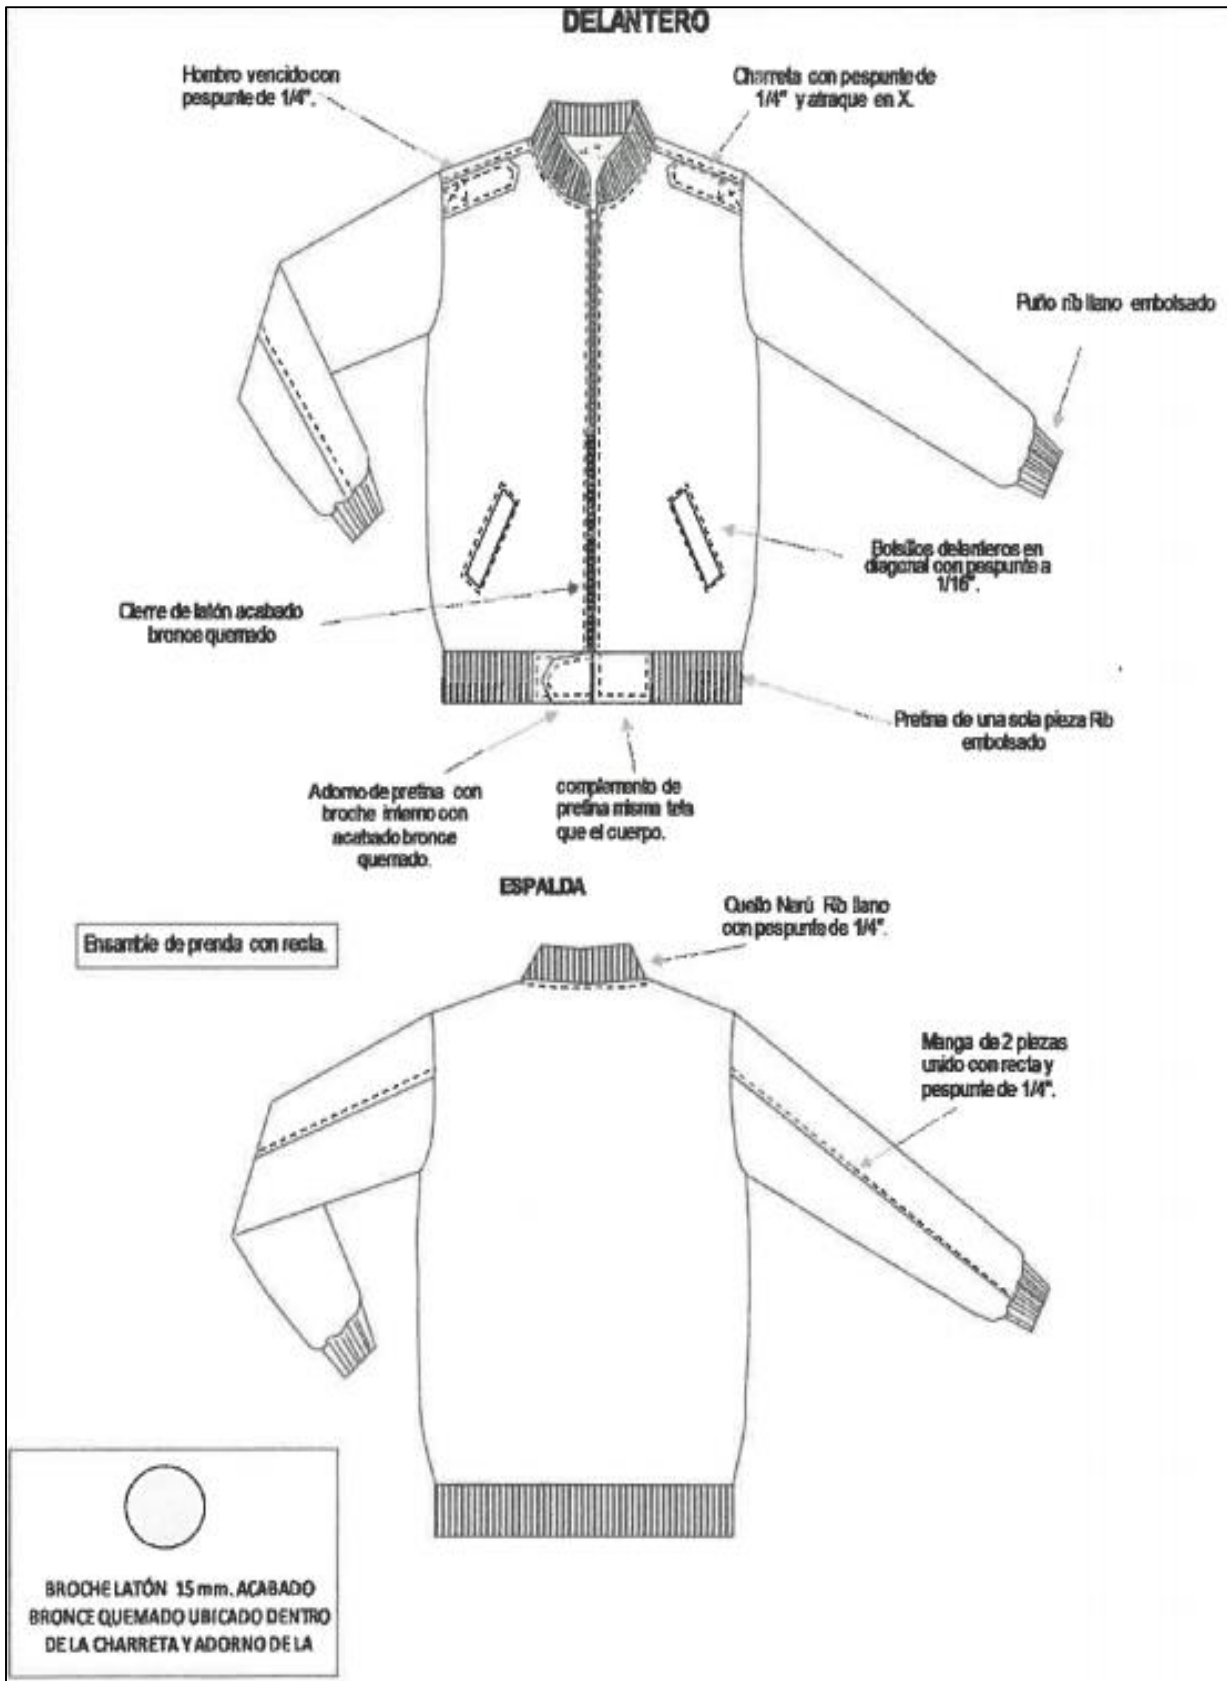 DELANTERO
Hombro vencido con
pespunte de 1/4".
Charreta con pespunte de
1/4" y atraque en X.
Puño rib llano embolsado
Bolsillos delanteros en
diagonal con pespunte a
1/16".
Cierre de latón acabado
bronce quemado
Pretina de una sola pieza Rib
embolsado
Adorno de pretina con
broche interno con
acabado bronce
quemado.
complemento de
pretina misma tela
que el cuerpo.
ESPALDA
Cuello Nerú Rib llano
con pespunte de 1/4".
Ensamble de prenda con recta.
Manga de 2 piezas
unido con recta y
pespunte de 1/4".
BROCHE LATÓN 15 mm. ACABADO
BRONCE QUEMADO UBICADO DENTRO
DE LA CHARRETA Y ADORNO DE LA